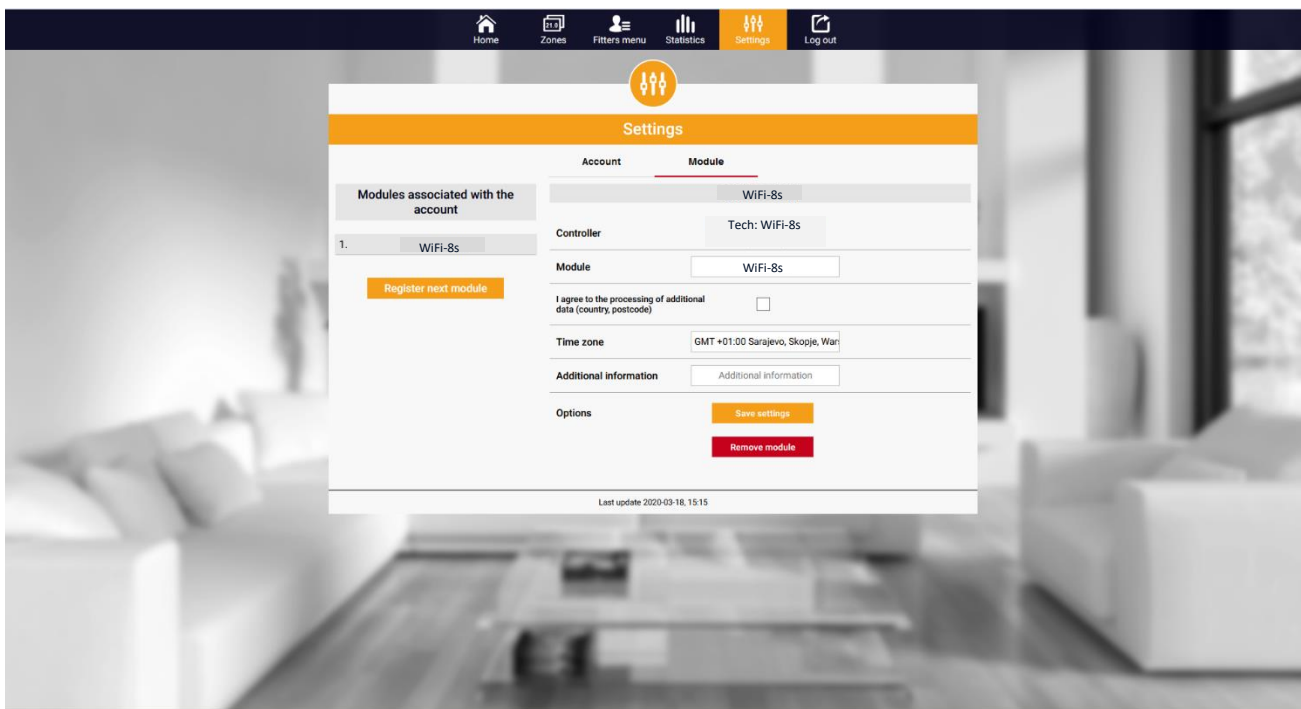 21.0
Home
Zones
Fitters menu
Statistics
Settings
Log out
Settings
Account
Module
Modules associated with the
account
1.
WiFi-8s
Register next module
WiFi-8s
Controller
Tech: WiFi-8s
Module
WiFi-8s
I agree to the processing of additional
data (country, postcode)
Time zone
GMT +01:00 Sarajevo, Skopje, War
Additional information
Additional information
Options
Save settings
Remove module
Last update 2020-03-18, 15:15